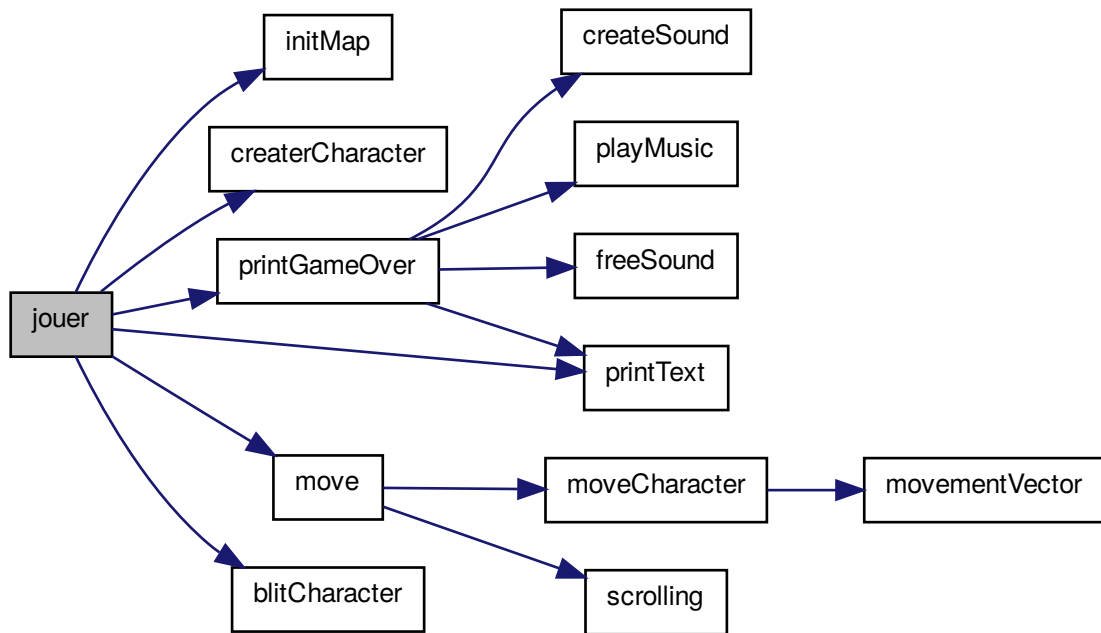 initMap
createSound
createrCharacter
playMusic
printGameOver
freeSound
jouer
printText
move
moveCharacter
movementVector
blitCharacter
scrolling